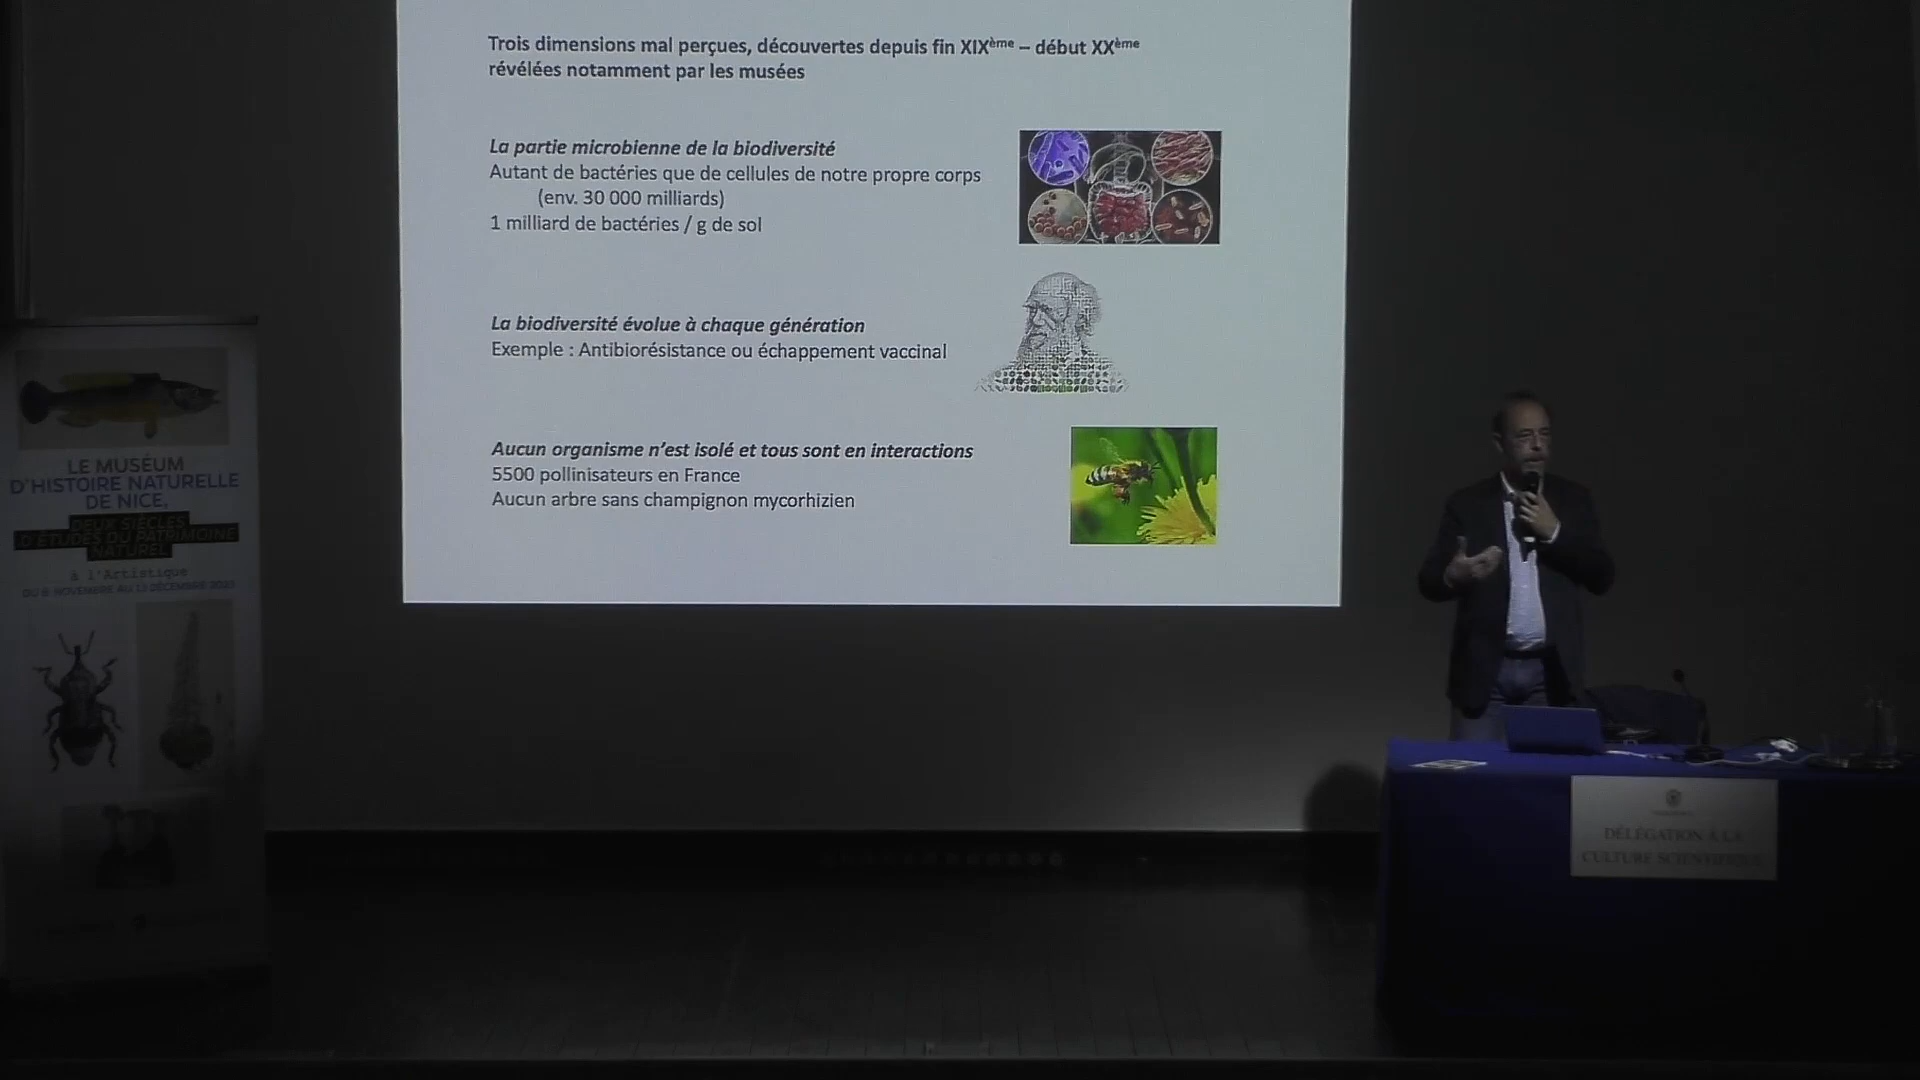 Trois dimensions mal perçues, découvertes depuis fin XIXème – début XXème
révélées notamment par les musées
La partie microbienne de la biodiversité
Autant de bactéries que de cellules de notre propre corps
(env. 30 000 milliards)
1 milliard de bactéries / g de sol
La biodiversité évolue à chaque génération
Exemple : Antibiorésistance ou échappement vaccinal
Aucun organisme n'est isolé et tous sont en interactions
5500 pollinisateurs en France
Aucun arbre sans champignon mycorhizien
LE MUSÉUM
D'HISTOIRE NATURELLE
DE NICE,
DEUX SIÈCLES
D'ÉTUDES DU PATRIMOINE
NATUREL
à l'Artistique
DÉLÉGATION À LA
CULTURE SCIENTIFIQUE